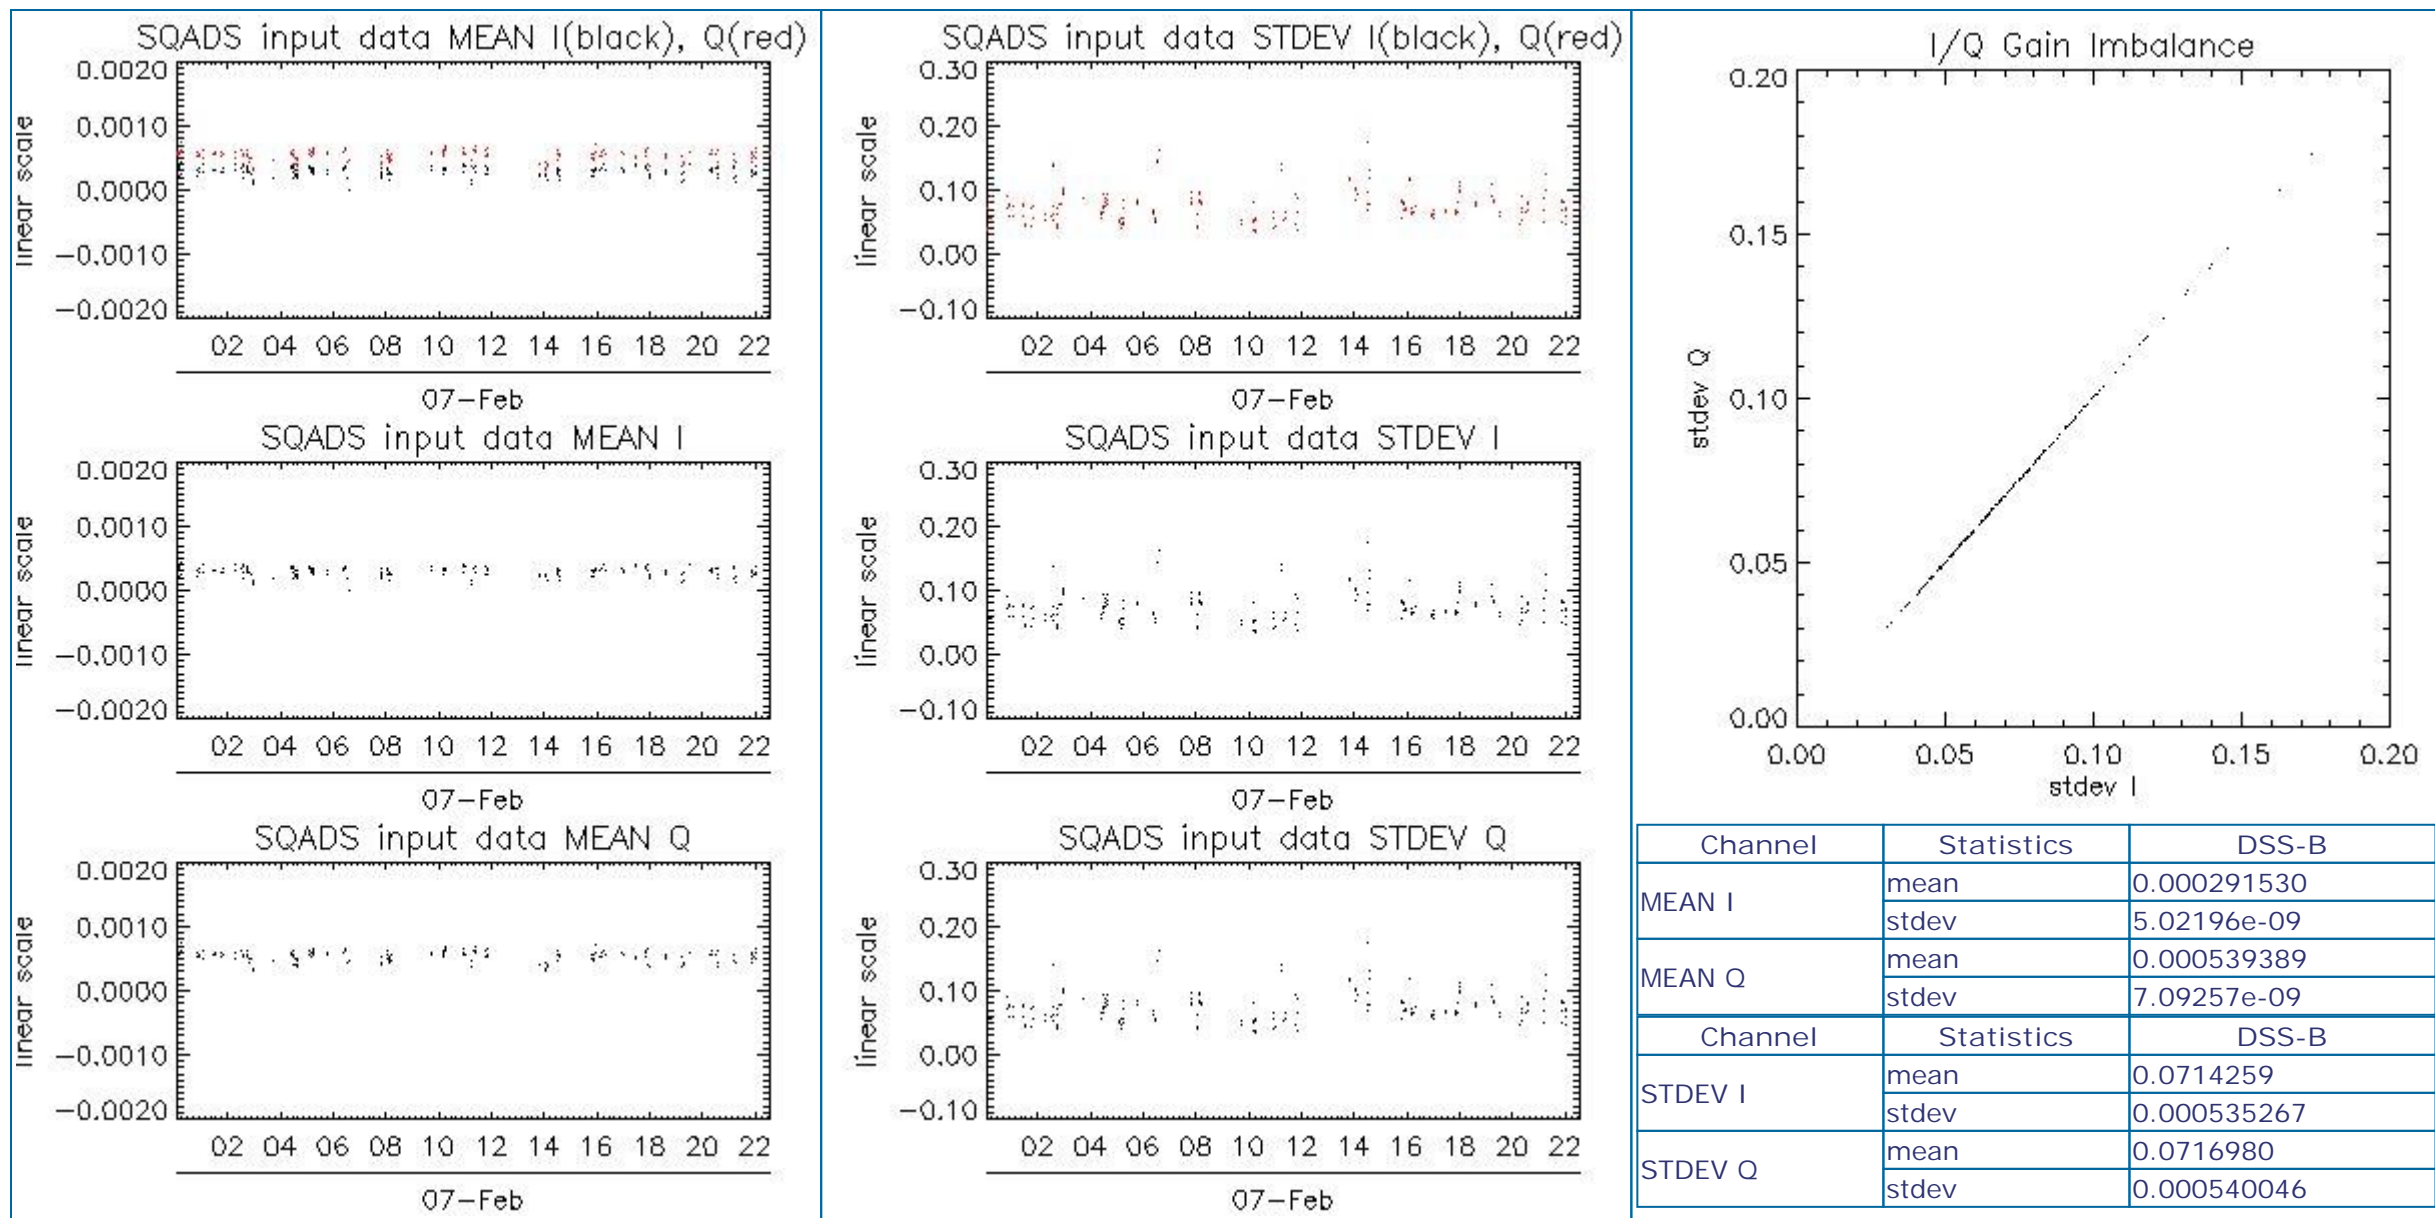 SQADS input data MEAN I(black), Q(red)
0.0020
0.0010
0.0000
−0.0010
−0.0020
linear scale
02 04 06 08 10 12 14 16 18 20 22
07−Feb
SQADS input data MEAN I
0.0020
0.0010
0.0000
−0.0010
−0.0020
linear scale
02 04 06 08 10 12 14 16 18 20 22
07−Feb
SQADS input data MEAN Q
0.0020
0.0010
0.0000
−0.0010
−0.0020
linear scale
02 04 06 08 10 12 14 16 18 20 22
07−Feb
SQADS input data STDEV I(black), Q(red)
0.30
0.20
0.10
0.00
−0.10
linear scale
02 04 06 08 10 12 14 16 18 20 22
07−Feb
SQADS input data STDEV I
0.30
0.20
0.10
0.00
−0.10
linear scale
02 04 06 08 10 12 14 16 18 20 22
07−Feb
SQADS input data STDEV Q
0.30
0.20
0.10
0.00
−0.10
linear scale
02 04 06 08 10 12 14 16 18 20 22
07−Feb
I/Q Gain Imbalance
0.20
0.15
0.10
0.05
0.00
stdev Q
0.00 0.05 0.10 0.15 0.20
stdev I
Channel Statistics DSS-B
MEAN I mean 0.000291530
stdev 5.02196e-09
MEAN Q mean 0.000539389
stdev 7.09257e-09
Channel Statistics DSS-B
STDEV I mean 0.0714259
stdev 0.000535267
STDEV Q mean 0.0716980
stdev 0.000540046